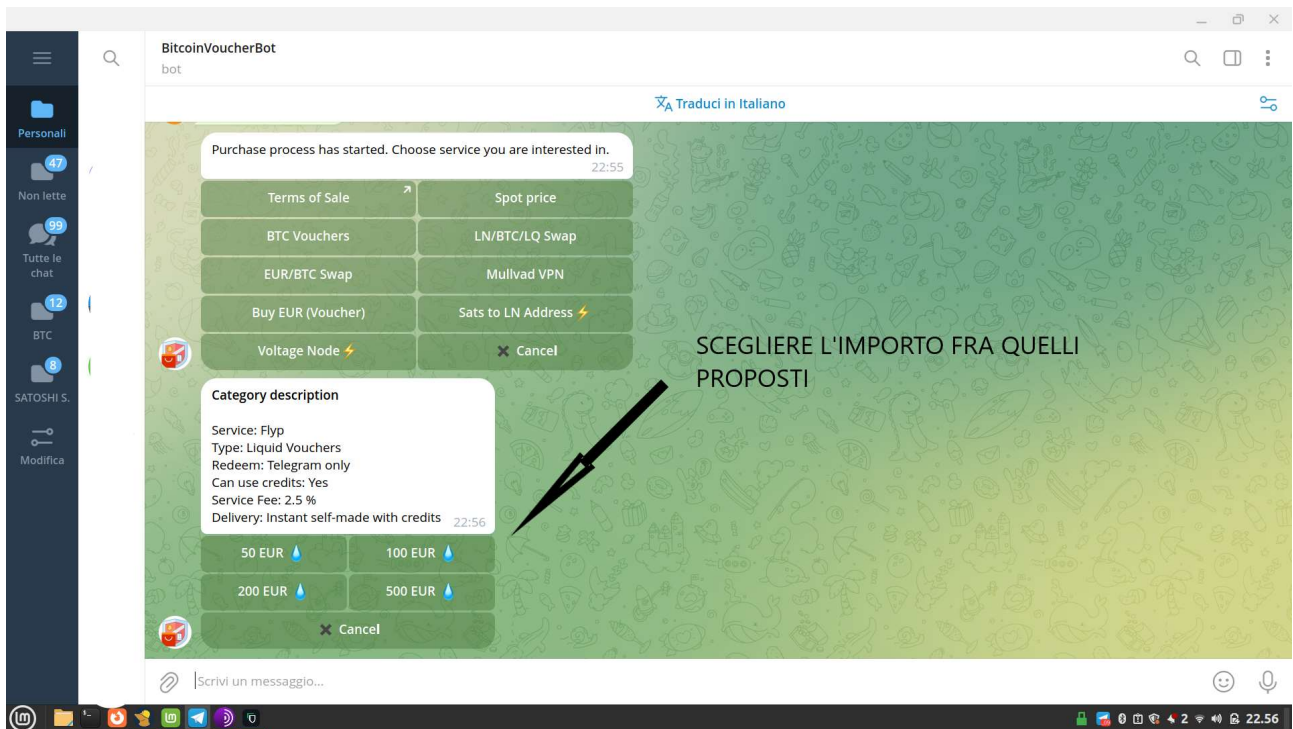 BitcoinVoucherBot
bot
Traduci in Italiano
Personali
47
Non lette
99
Tutte le
chat
12
BTC
8
SATOSHI S.
Modifica
Purchase process has started. Choose service you are interested in.
22:55
Terms of Sale
Spot price
BTC Vouchers
LN/BTC/LQ Swap
EUR/BTC Swap
Mullvad VPN
Buy EUR (Voucher)
Sats to LN Address ⚡
Voltage Node ⚡
✖ Cancel
SCEGLIERE L'IMPORTO FRA QUELLI
PROPOSTI
Category description
Service: Flyp
Type: Liquid Vouchers
Redeem: Telegram only
Can use credits: Yes
Service Fee: 2.5 %
Delivery: Instant self-made with credits 22:56
50 EUR 💧
100 EUR 💧
200 EUR 💧
500 EUR 💧
✖ Cancel
Scrivi un messaggio...
2
22.56